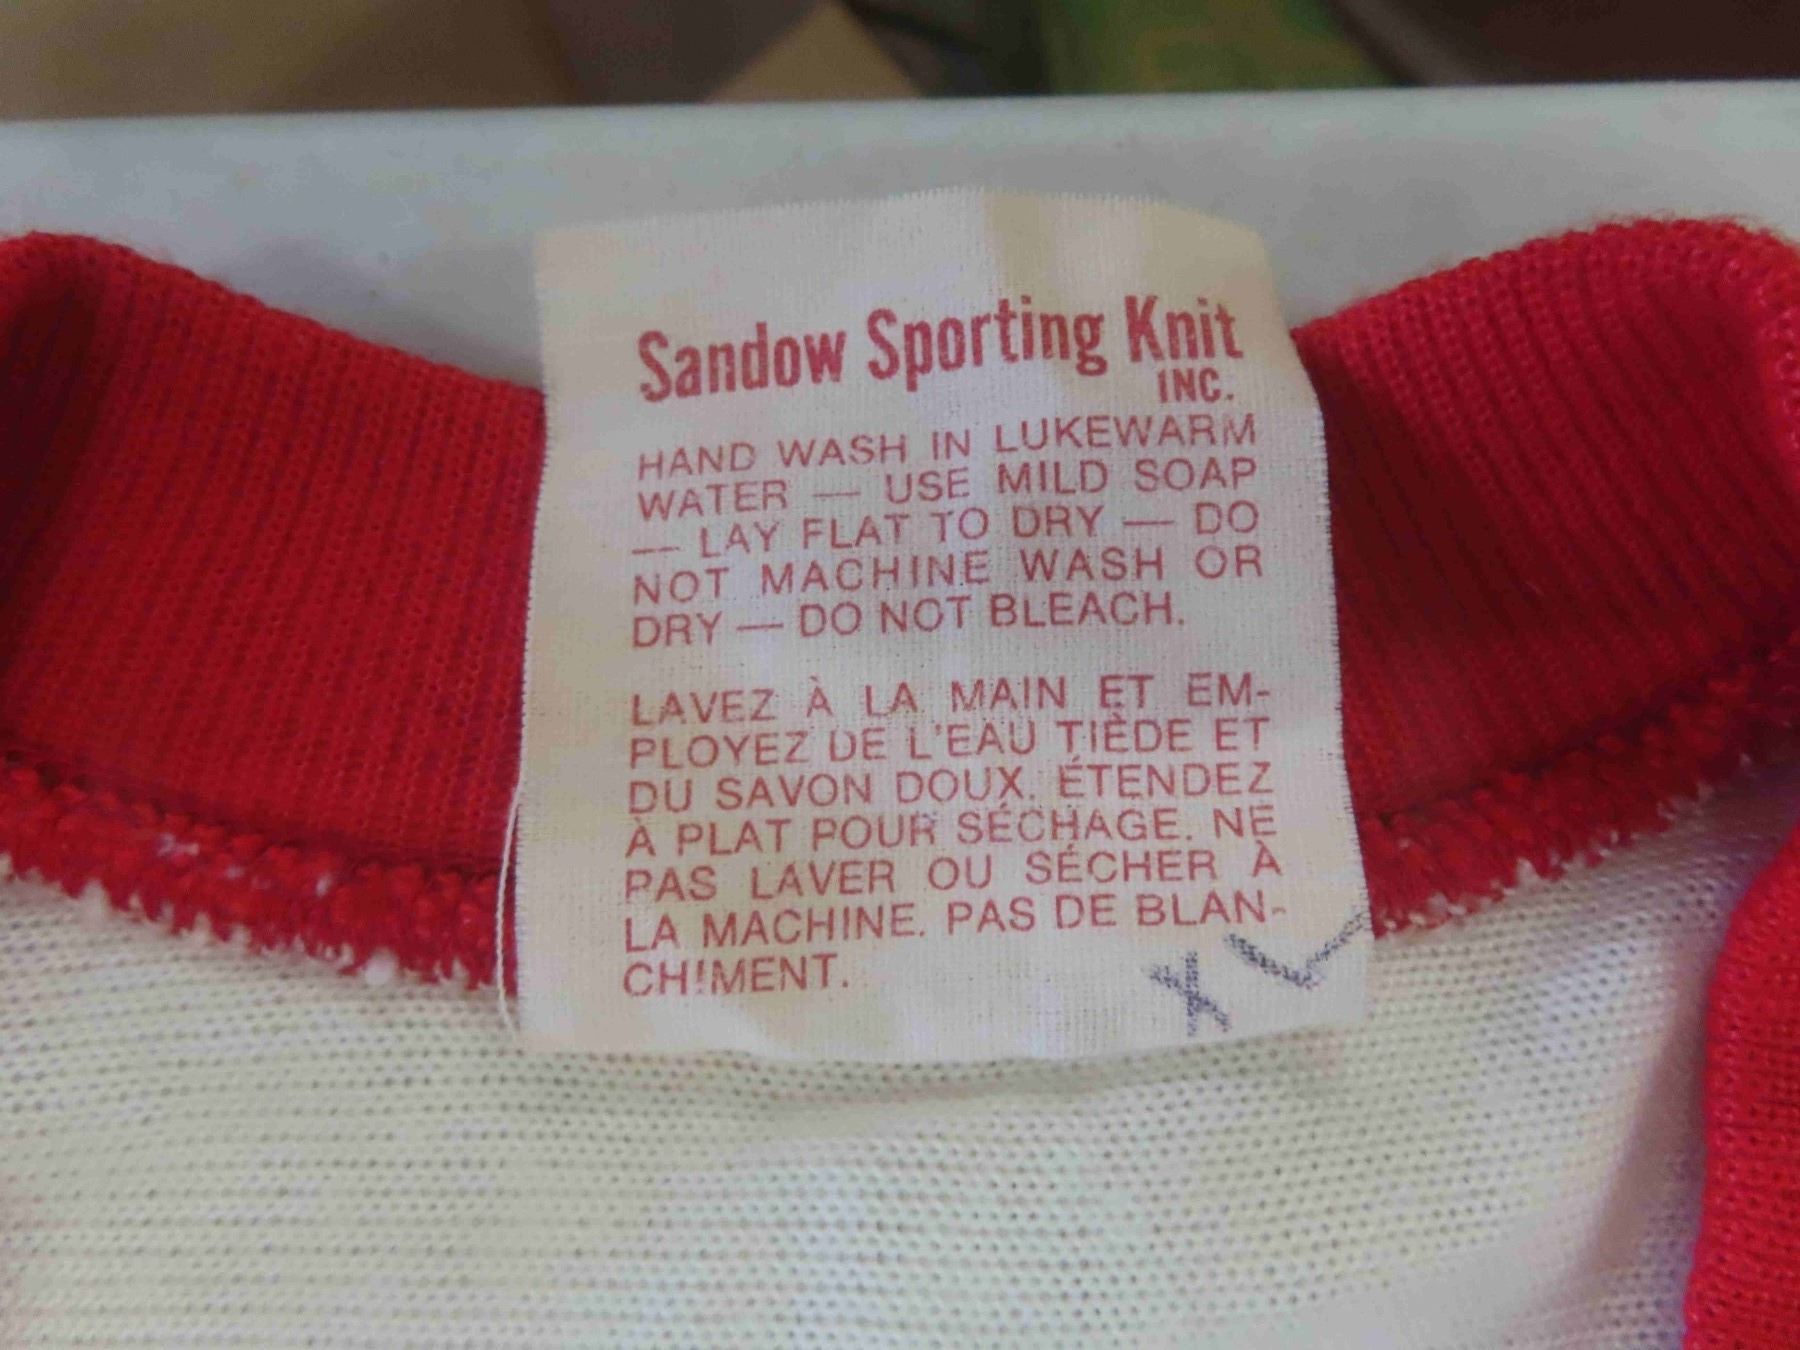 Sandow Sporting Knit
INC.
HAND WASH IN LUKEWARM
WATER — USE MILD SOAP
— LAY FLAT TO DRY — DO
NOT MACHINE WASH OR
DRY — DO NOT BLEACH.
LAVEZ À LA MAIN ET EM-
PLOYEZ DE L'EAU TIÈDE ET
DU SAVON DOUX. ÉTENDEZ
À PLAT POUR SÉCHAGE. NE
PAS LAVER OU SÉCHER À
LA MACHINE. PAS DE BLAN-
CHIMENT.
XL